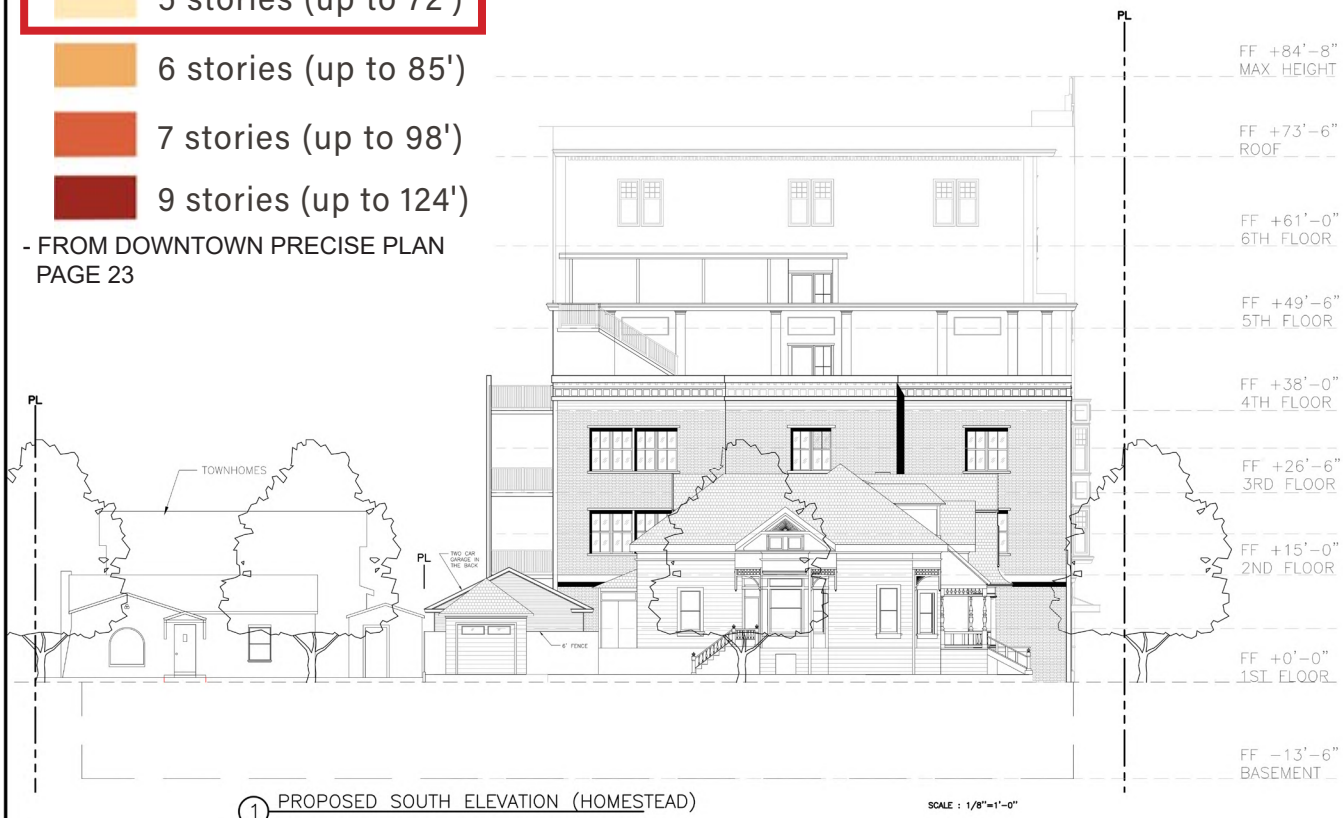 5 stories (up to 72')
6 stories (up to 85')
7 stories (up to 98')
9 stories (up to 124')
- FROM DOWNTOWN PRECISE PLAN
PAGE 23
PL
FF +84'-8"
MAX HEIGHT
FF +73'-6"
ROOF
FF +61'-0"
6TH FLOOR
FF +49'-6"
5TH FLOOR
FF +38'-0"
4TH FLOOR
FF +26'-6"
3RD FLOOR
FF +15'-0"
2ND FLOOR
FF +0'-0"
1ST FLOOR
FF -13'-6"
BASEMENT
PL
TOWNHOMES
PL
TWO CAR
GARAGE IN
THE BACK
6' FENCE
1 PROPOSED SOUTH ELEVATION (HOMESTEAD)
SCALE : 1/8"=1'-0"